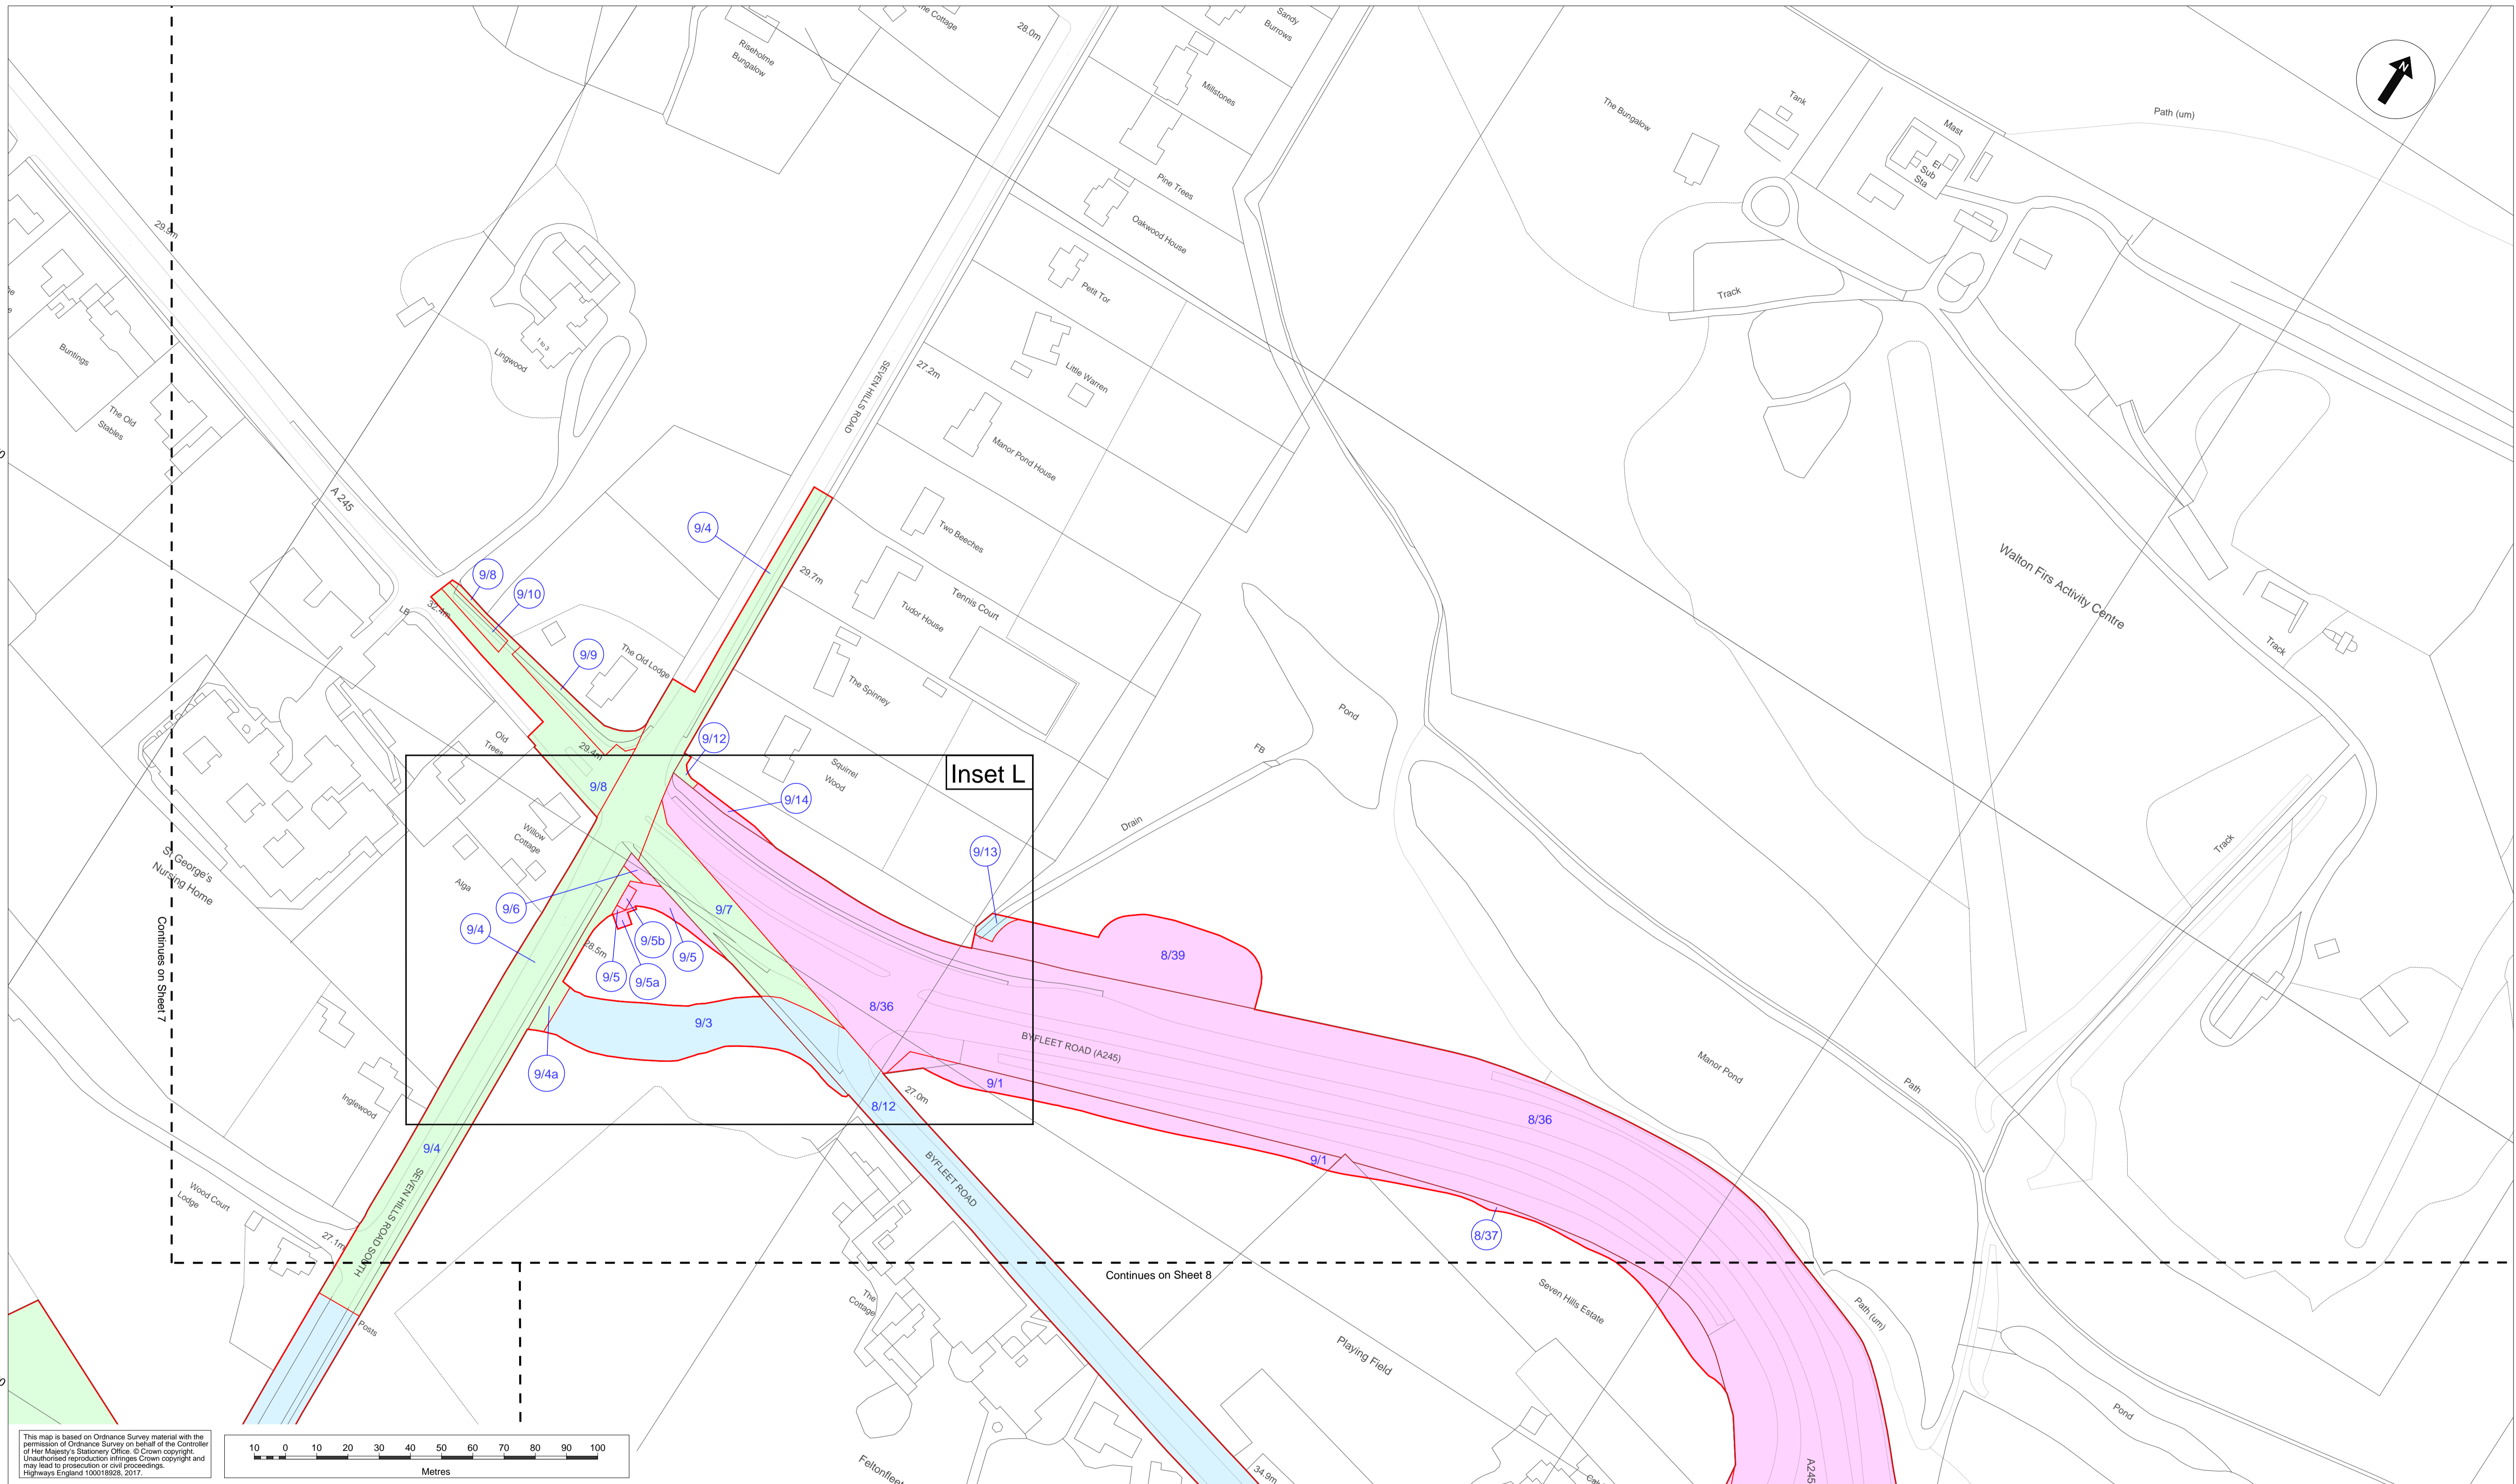 The Cottage
28.0m
Sandy
Burrows
Riseholme
Bungalow
Millstones
N
The Bungalow
Tank
Mast
Path (um)
El
Sub
Sta
Pine Trees
Oakwood House
29.9m
Petit Tor
Track
Buntings
Lingwood
1 to 3
SEVEN HILLS ROAD
27.2m
Little Warren
The Old
Stables
Manor Pond House
A 245
9/4
Two Beeches
Walton Firs Activity Centre
9/8
9/10
LB
32.4m
29.7m
Tennis Court
Tudor House
9/9
The Old Lodge
The Spinney
Track
Pond
Old
Trees
29.4m
9/12
FB
Squirrel
Wood
Inset L
9/8
9/14
Willow
Cottage
Drain
St George's
Nursing Home
Alga
9/13
Track
9/6
9/7
9/4
28.5m
9/5b
9/5
9/5
9/5a
8/39
Continues on Sheet 7
8/36
9/3
BYFLEET ROAD (A245)
9/4a
9/1
27.0m
8/12
Manor Pond
Path
Inglewood
8/36
9/4
9/1
BYFLEET ROAD
SEVEN HILLS ROAD SOUTH
Wood Court
Lodge
27.1m
8/37
Continues on Sheet 8
The
Cottage
Posts
Seven Hills Estate
Path (um)
Playing Field
Pond
Feltonfleet
34.9m
A245
This map is based on Ordnance Survey material with the
permission of Ordnance Survey on behalf of the Controller
of Her Majesty's Stationery Office. © Crown copyright.
Unauthorised reproduction infringes Crown copyright and
may lead to prosecution or civil proceedings.
Highways England 100018928, 2017.
10 0 10 20 30 40 50 60 70 80 90 100
Metres